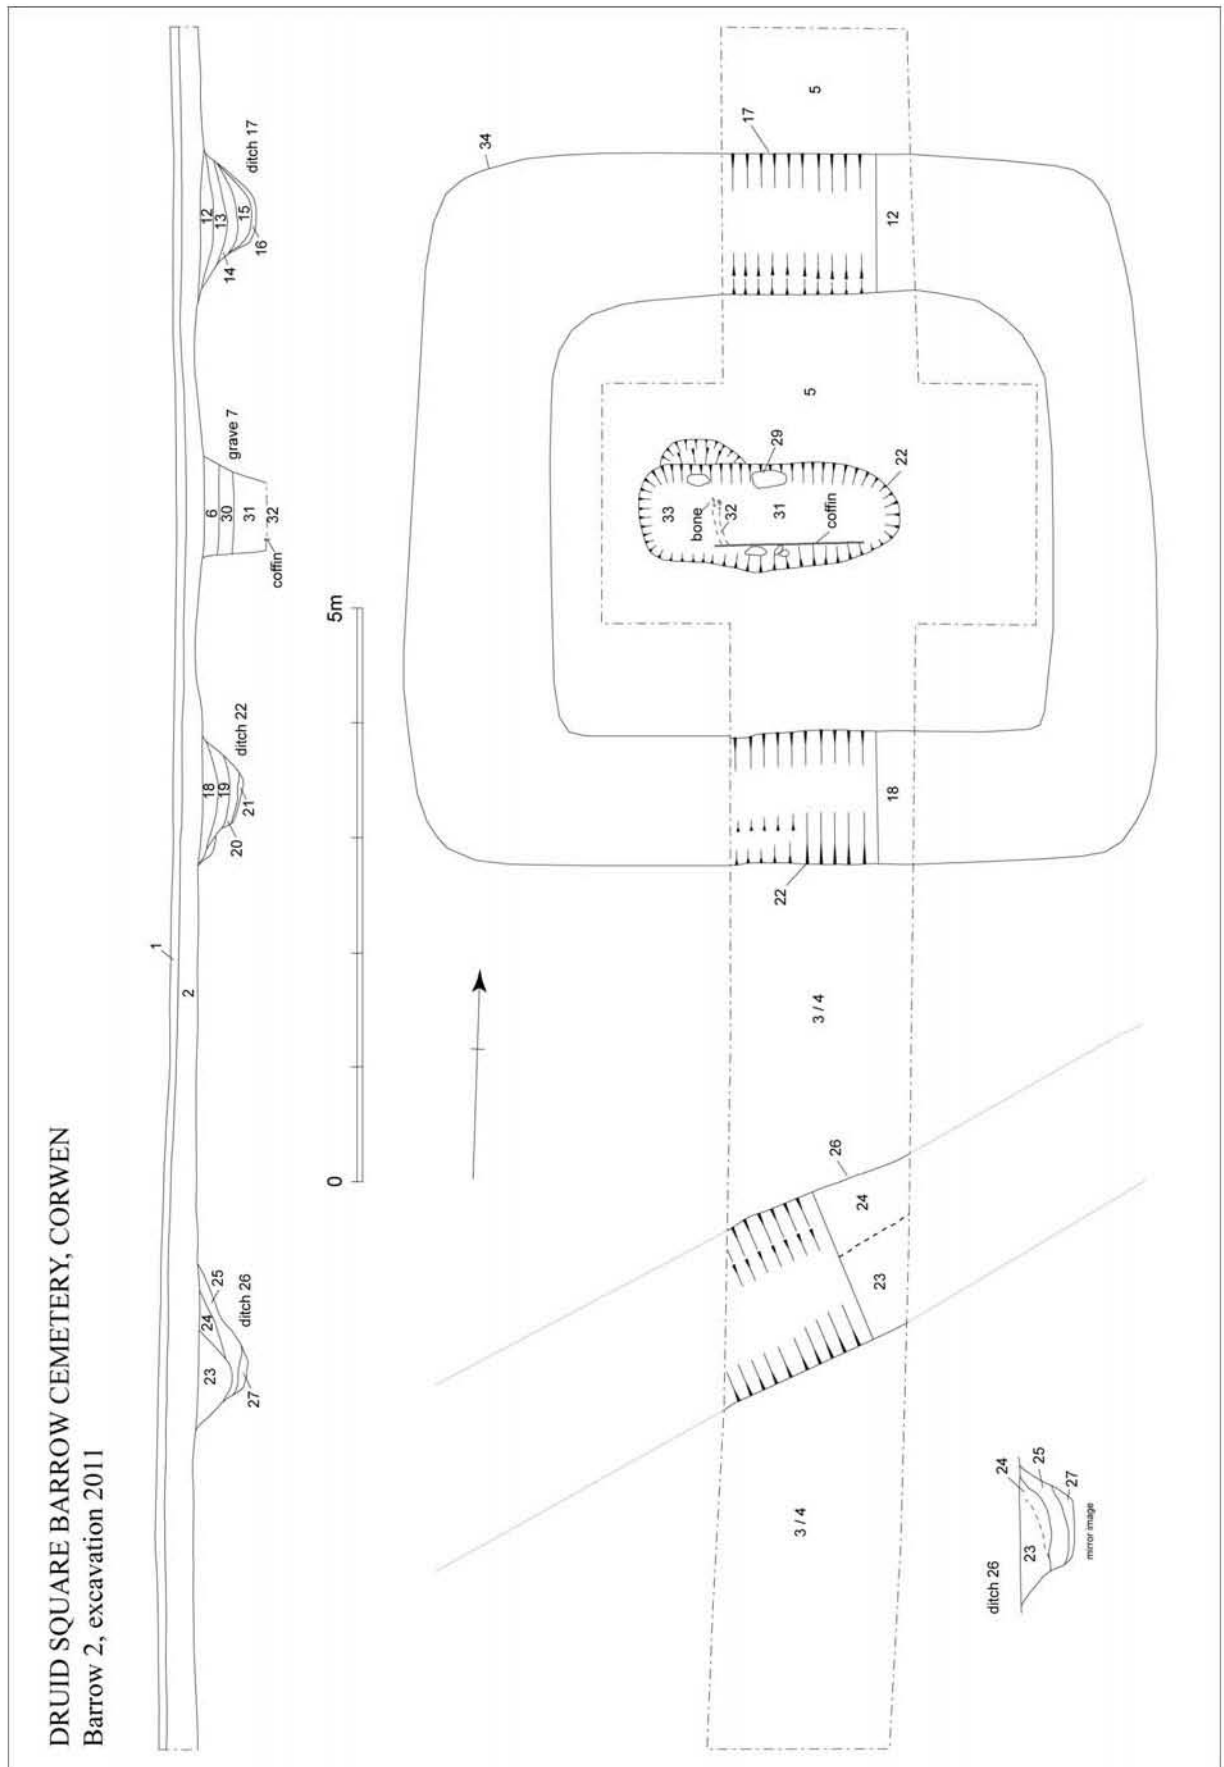 DRUID SQUARE BARROW CEMETERY, CORWEN
Barrow 2, excavation 2011
1
2
23
24
25
27
ditch 26
18
19
20
21
ditch 22
6
30
31
32
coffin
grave 7
12
13
14
15
16
ditch 17
0
5m
34
17
5
12
5
29
22
33
bone
32
31
coffin
18
22
3 / 4
26
24
23
3 / 4
ditch 26
23
24
25
27
mirror image